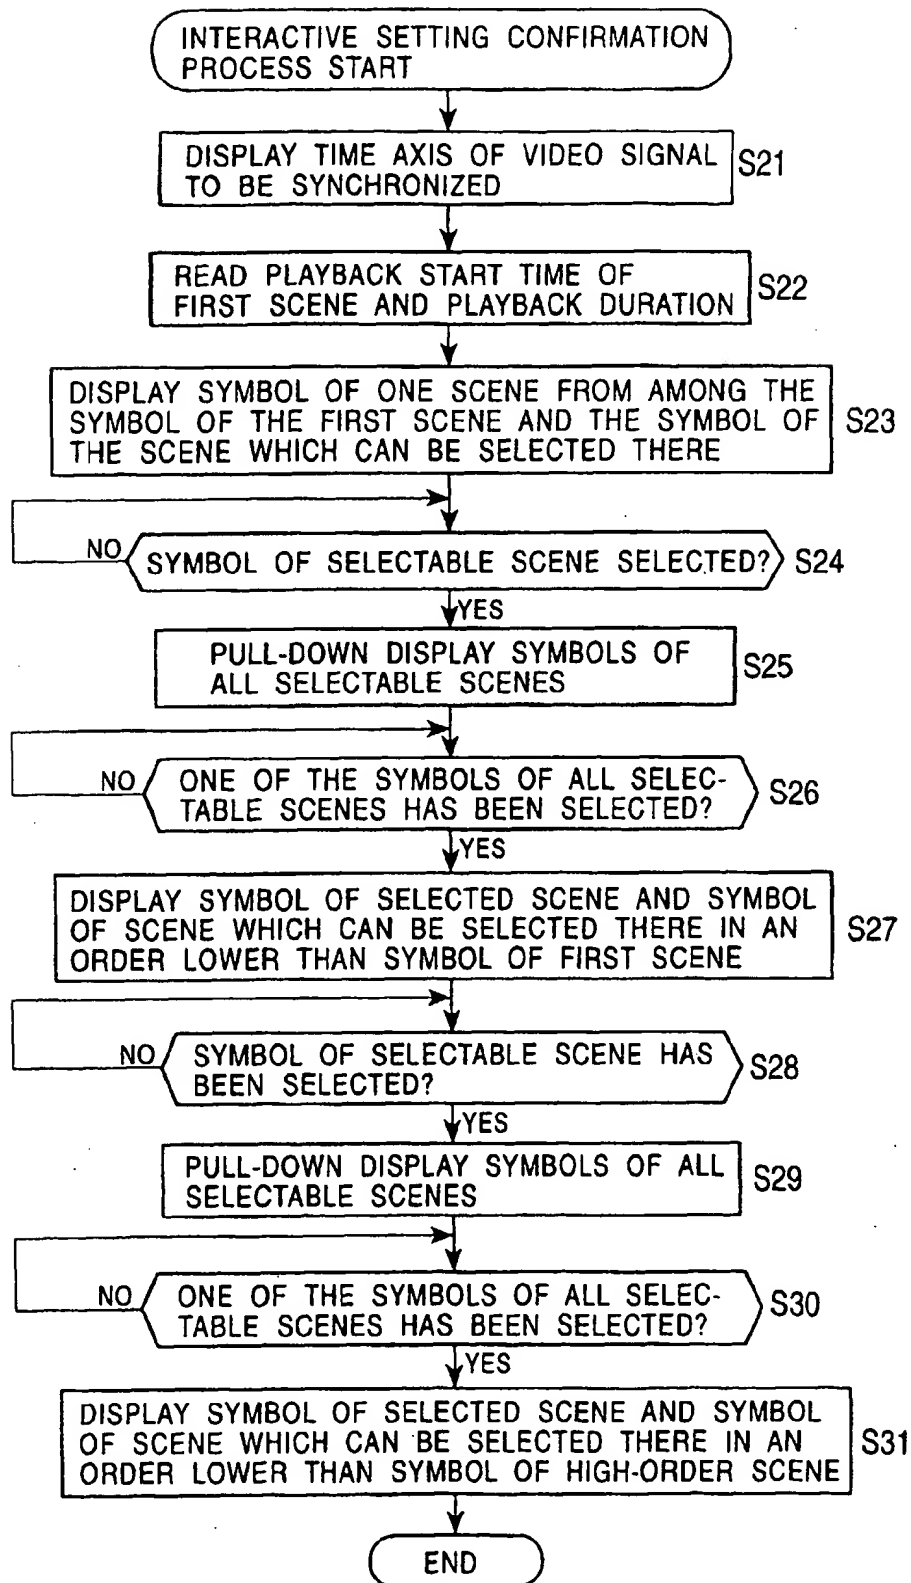 INTERACTIVE SETTING CONFIRMATION
PROCESS START
DISPLAY TIME AXIS OF VIDEO SIGNAL
TO BE SYNCHRONIZED
S21
READ PLAYBACK START TIME OF
FIRST SCENE AND PLAYBACK DURATION
S22
DISPLAY SYMBOL OF ONE SCENE FROM AMONG THE
SYMBOL OF THE FIRST SCENE AND THE SYMBOL OF
THE SCENE WHICH CAN BE SELECTED THERE
S23
NO
SYMBOL OF SELECTABLE SCENE SELECTED?
S24
YES
PULL-DOWN DISPLAY SYMBOLS OF
ALL SELECTABLE SCENES
S25
NO
ONE OF THE SYMBOLS OF ALL SELEC-
TABLE SCENES HAS BEEN SELECTED?
S26
YES
DISPLAY SYMBOL OF SELECTED SCENE AND SYMBOL
OF SCENE WHICH CAN BE SELECTED THERE IN AN
ORDER LOWER THAN SYMBOL OF FIRST SCENE
S27
NO
SYMBOL OF SELECTABLE SCENE HAS
BEEN SELECTED?
S28
YES
PULL-DOWN DISPLAY SYMBOLS OF ALL
SELECTABLE SCENES
S29
NO
ONE OF THE SYMBOLS OF ALL SELEC-
TABLE SCENES HAS BEEN SELECTED?
S30
YES
DISPLAY SYMBOL OF SELECTED SCENE AND SYMBOL
OF SCENE WHICH CAN BE SELECTED THERE IN AN
ORDER LOWER THAN SYMBOL OF HIGH-ORDER SCENE
S31
END